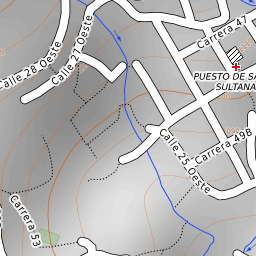 Carrera 47
Calle 28 Oeste
Calle 27 Oeste
PUESTO DE SA
SULTANA
Calle 25 Oeste
Carrera 49B
Carrera 53